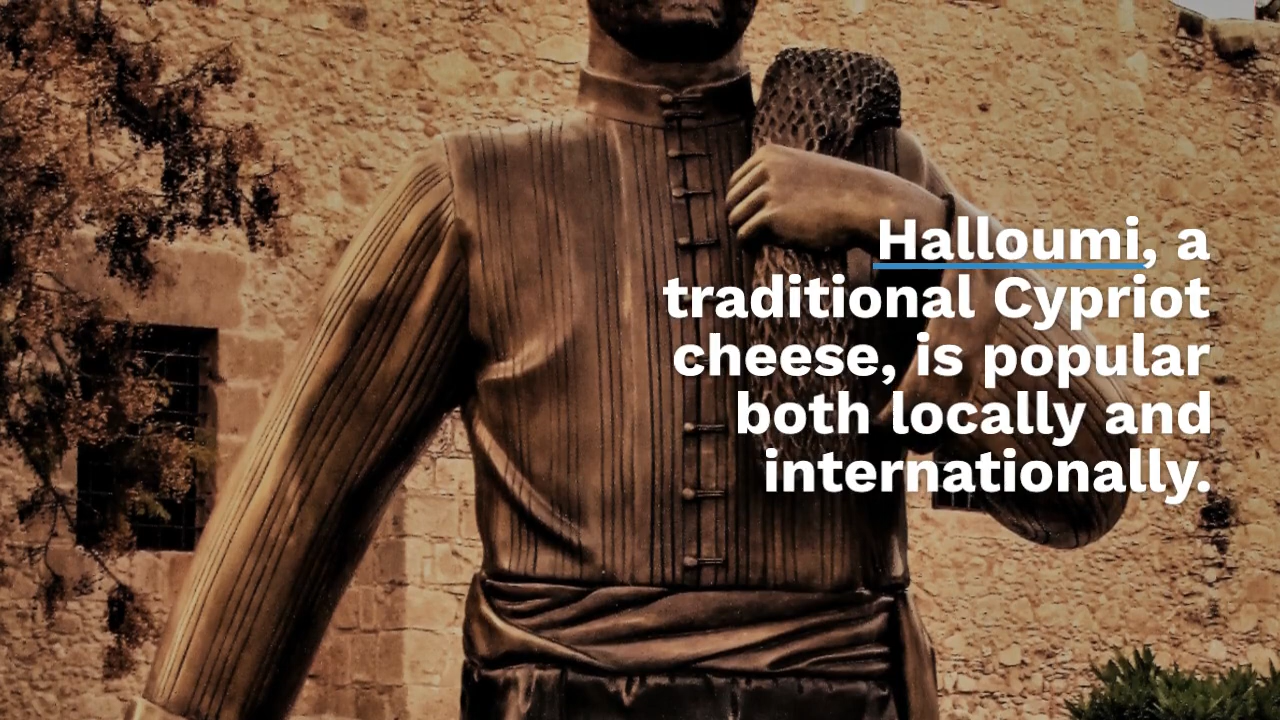 Halloumi, a
traditional Cypriot
cheese, is popular
both locally and
internationally.